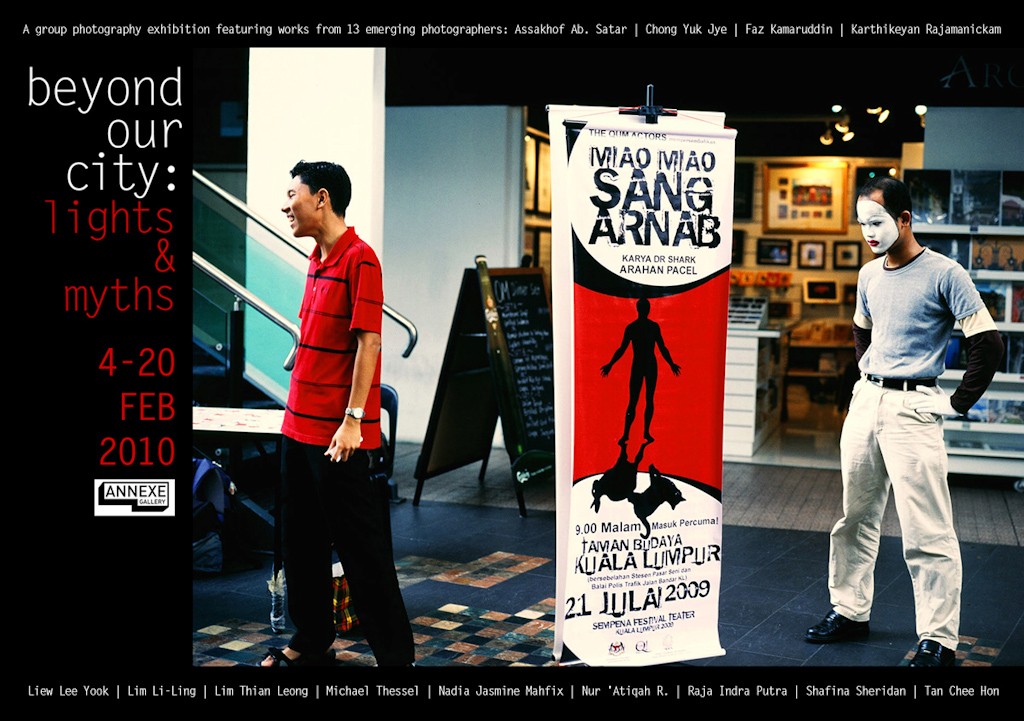 A group photography exhibition featuring works from 13 emerging photographers: Assakhof Ab. Satar | Chong Yuk Jye | Faz Kamaruddin | Karthikeyan Rajamanickam
beyond
our
city:
lights
&
myths
4-20
FEB
2010
ANNEXE
GALLERY
THE OUM ACTORS
MIAO MIAO
SANG
ARNAB
KARYA DR SHARK
ARAHAN PACEL
9.00 Malam Masuk Percuma!
TAMAN BUDAYA
KUALA LUMPUR
(bersebelahan Stesen Pasar Seni dan
Balai Polis Trafik Jalan Bandar KL)
21 JULAI 2009
SEMPENA FESTIVAL TEATER
KUALA LUMPUR 2009
Liew Lee Yook | Lim Li-Ling | Lim Thian Leong | Michael Thessel | Nadia Jasmine Mahfix | Nur 'Atiqah R. | Raja Indra Putra | Shafina Sheridan | Tan Chee Hon